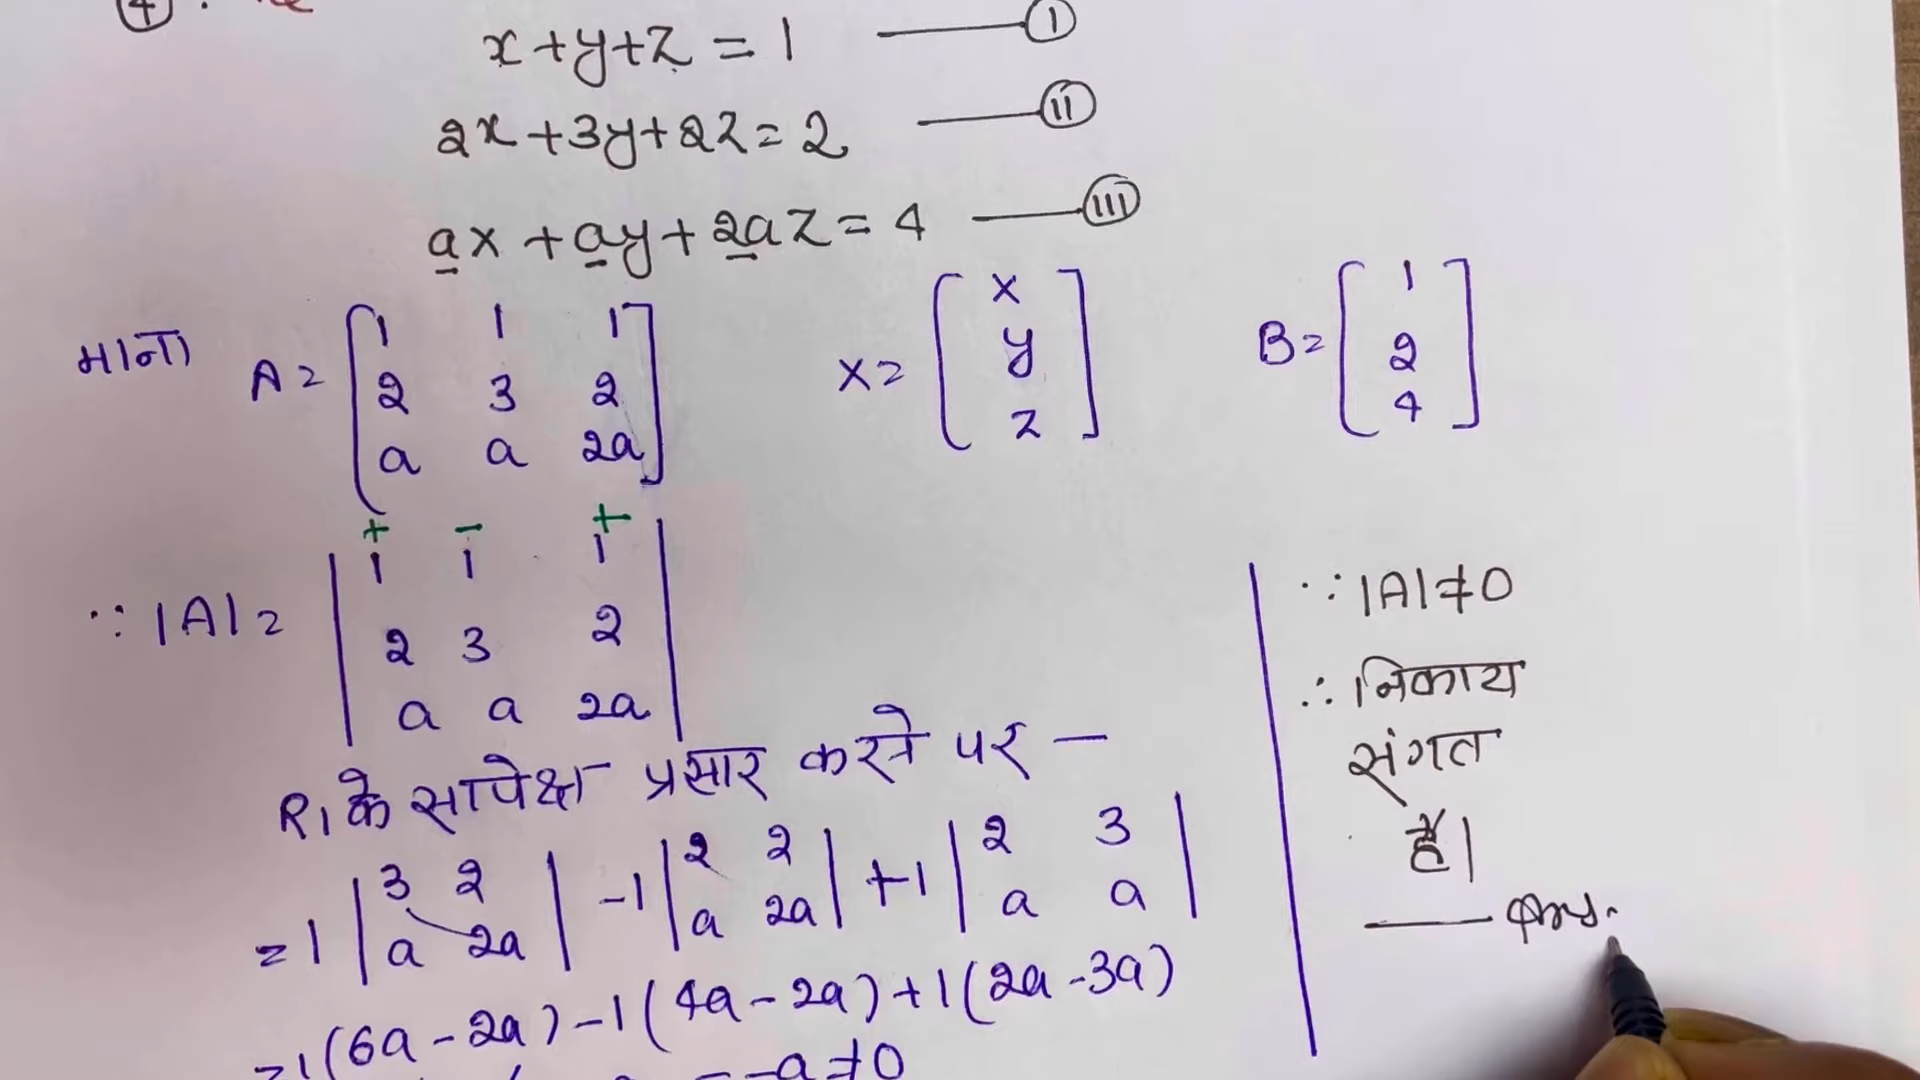 4.
x+y+z = 1 —— (i)
2x+3y+2z=2 —— (ii)
ax+ay+2az=4 —— (iii)
माना A= [ 1 1 1 X= [ x B= [ 1
2 3 2 y 2
a a 2a ] z ] 4 ]
+ - +
∵ |A|= | 1 1 1
2 3 2
a a 2a |
R₁ के सापेक्ष प्रसार करने पर —
=1 | 3 2 | -1 | 2 2 | +1 | 2 3 |
| a 2a | | a 2a | | a a |
=1(6a-2a)-1(4a-2a)+1(2a-3a)
= -a≠0
∵ |A|≠0
∴ निकाय
संगत
है|
—— Ans.